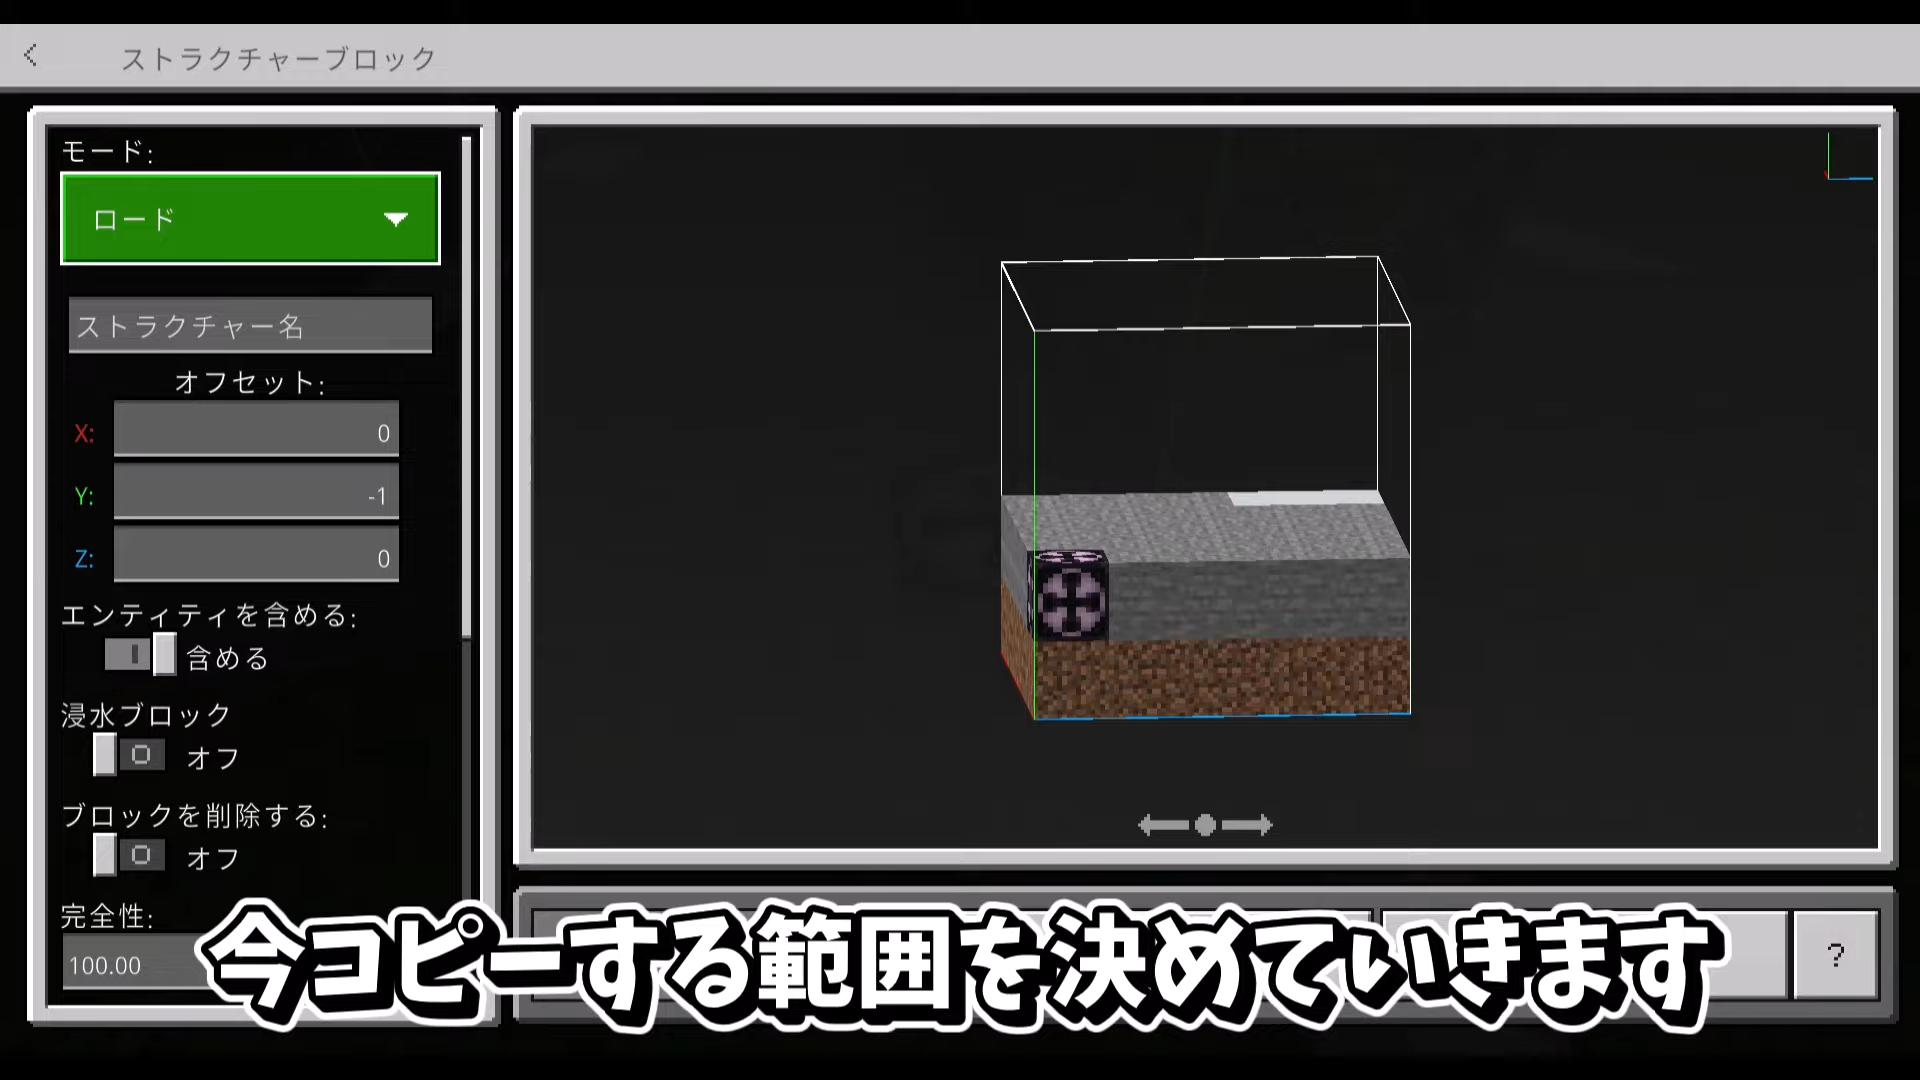 ストラクチャーブロック
モード:
ロード
ストラクチャー名
オフセット:
X: 0
Y: -1
Z: 0
エンティティを含める:
含める
浸水ブロック
オフ
ブロックを削除する:
オフ
完全性:
100.00
?
今コピーする範囲を決めていきます